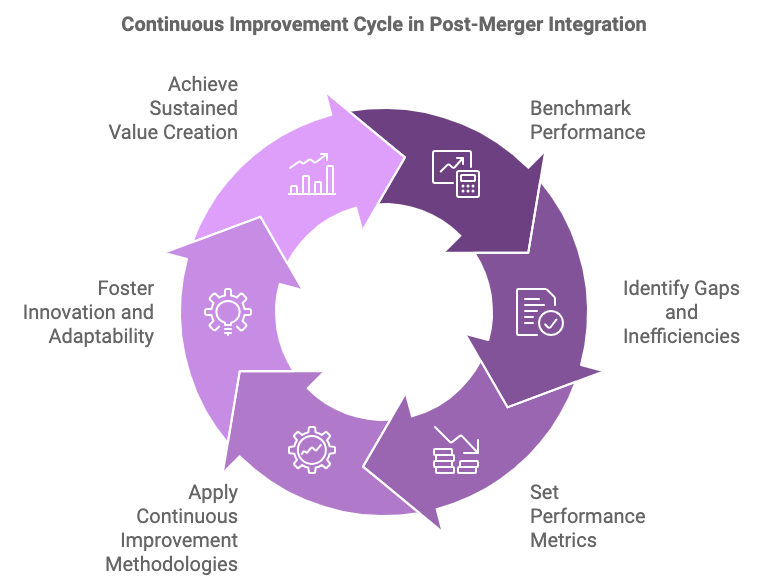 Continuous Improvement Cycle in Post-Merger Integration
Achieve
Sustained
Value Creation
Benchmark
Performance
Identify Gaps
and
Inefficiencies
Set
Performance
Metrics
Apply
Continuous
Improvement
Methodologies
Foster
Innovation and
Adaptability